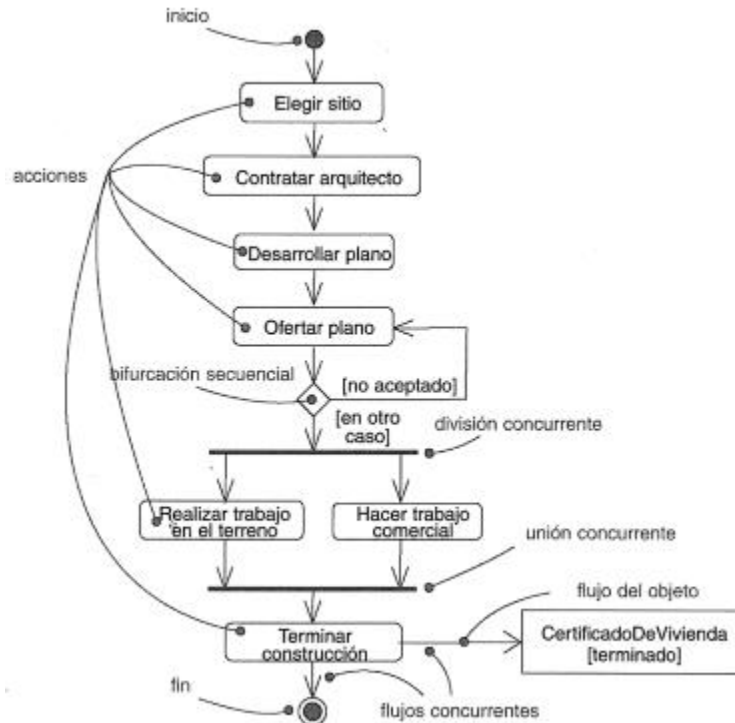 inicio
Elegir sitio
acciones
Contratar arquitecto
Desarrollar plano
Ofertar plano
bifurcación secuencial
[no aceptado]
[en otro
caso]
división concurrente
Realizar trabajo
en el terreno
Hacer trabajo
comercial
unión concurrente
flujo del objeto
Terminar
construcción
CertificadoDeVivienda
[terminado]
fin
flujos concurrentes